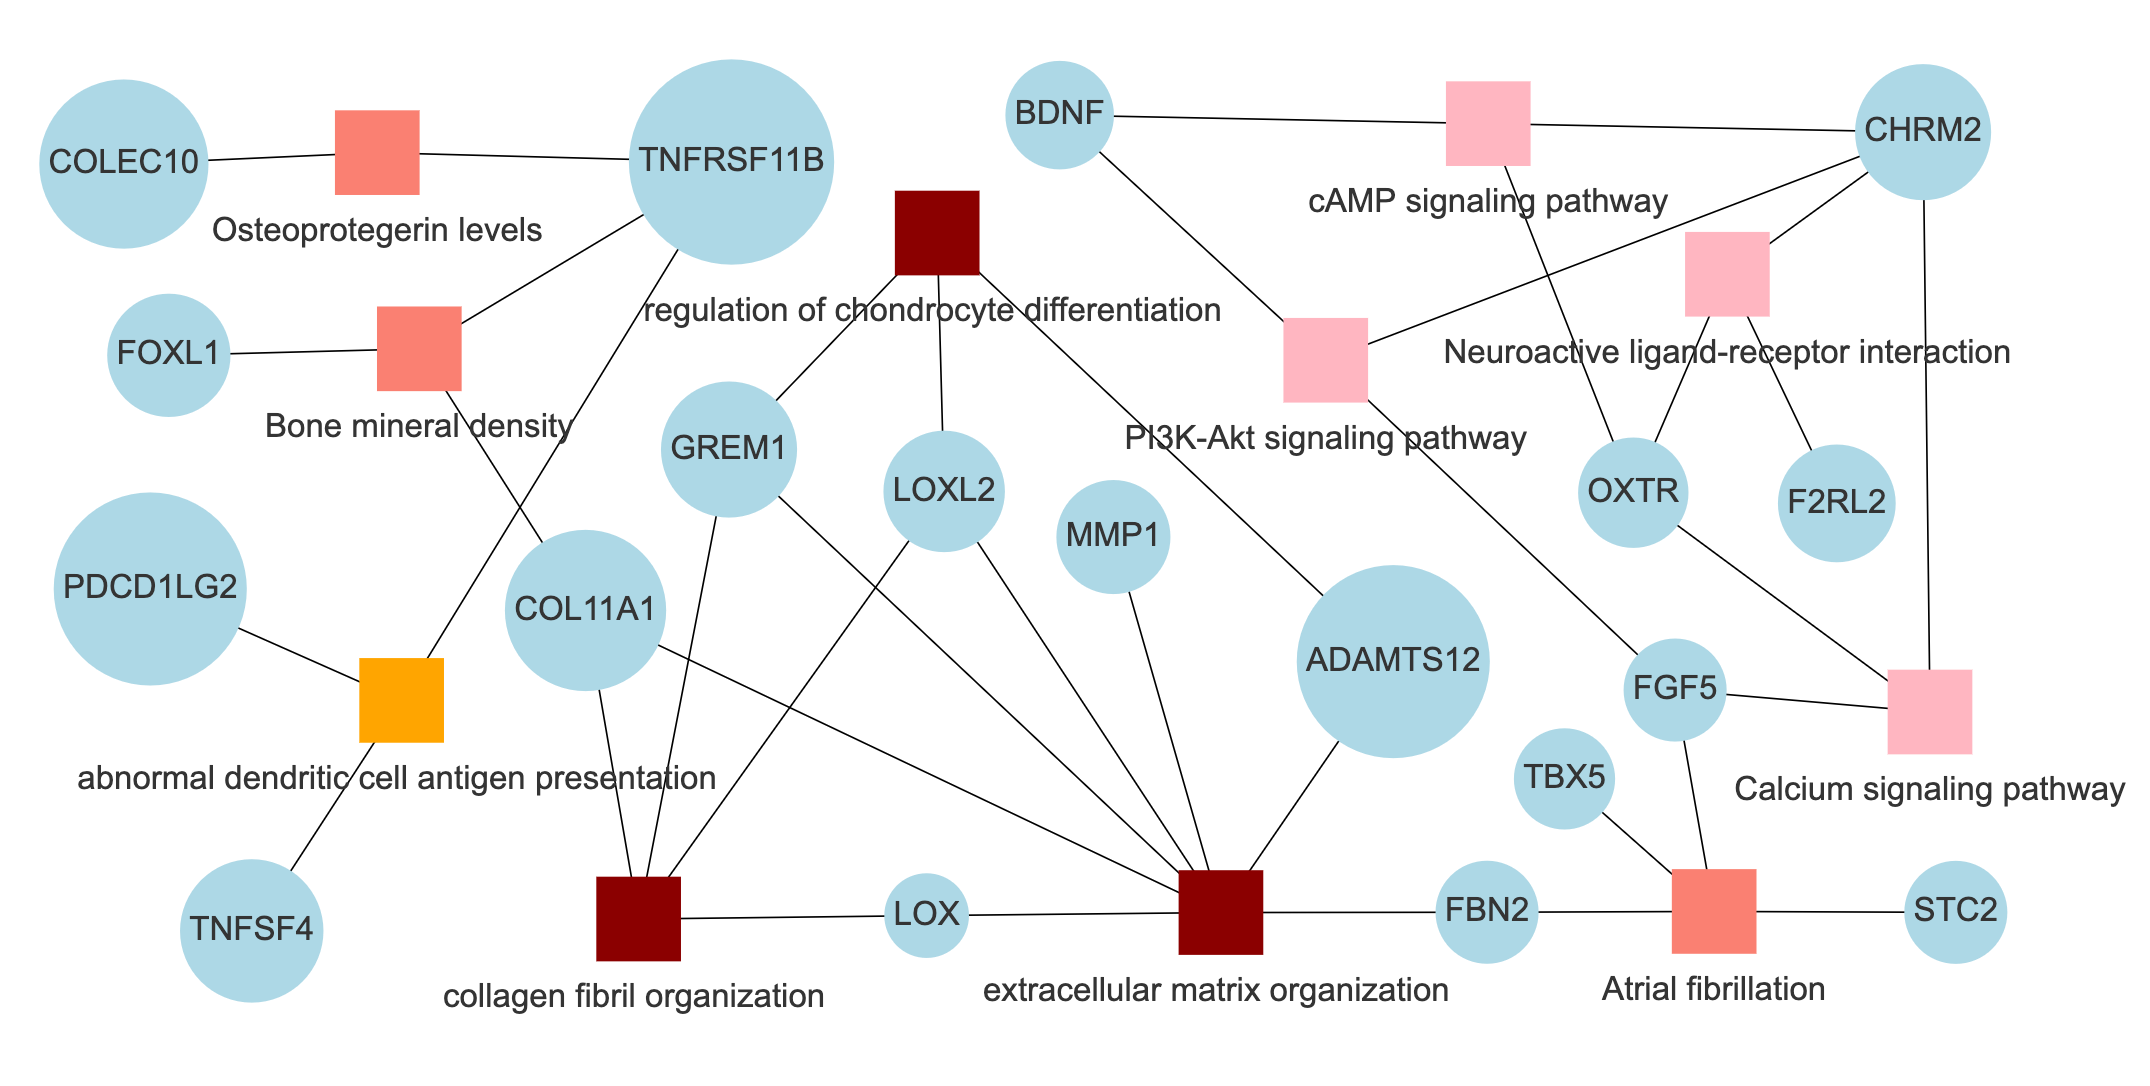 BDNF
CHRM2
COLEC10
TNFRSF11B
cAMP signaling pathway
Osteoprotegerin levels
regulation of chondrocyte differentiation
FOXL1
Neuroactive ligand-receptor interaction
Bone mineral density
PI3K-Akt signaling pathway
GREM1
LOXL2
OXTR
F2RL2
MMP1
PDCD1LG2
COL11A1
ADAMTS12
FGF5
abnormal dendritic cell antigen presentation
TBX5
Calcium signaling pathway
TNFSF4
LOX
FBN2
STC2
collagen fibril organization
extracellular matrix organization
Atrial fibrillation